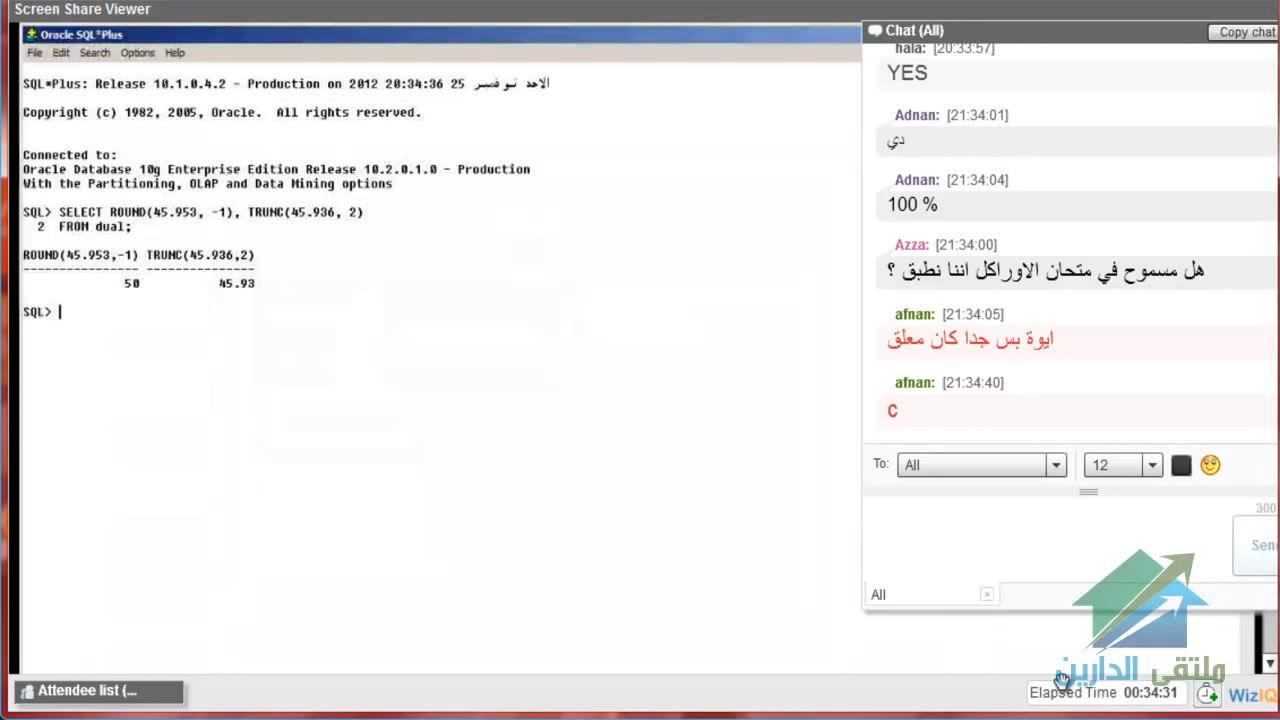 Screen Share Viewer
Oracle SQL*Plus
File Edit Search Options Help
SQL*Plus: Release 10.1.0.4.2 - Production on الاحد نوفمبر 25 20:34:36 2012
Copyright (c) 1982, 2005, Oracle. All rights reserved.
Connected to:
Oracle Database 10g Enterprise Edition Release 10.2.0.1.0 - Production
With the Partitioning, OLAP and Data Mining options
SQL> SELECT ROUND(45.953, -1), TRUNC(45.936, 2)
2 FROM dual;
ROUND(45.953,-1) TRUNC(45.936,2)
---------------- ---------------
50 45.93
SQL>
Chat (All)
Copy chat
hala: [20:33:57]
YES
Adnan: [21:34:01]
دي
Adnan: [21:34:04]
100 %
Azza: [21:34:00]
هل مسموح في متحان الاوراكل اننا نطبق ؟
afnan: [21:34:05]
ايوة بس جدا كان معلق
afnan: [21:34:40]
C
To: All 12
300
Sen
All
ملتقى الدارين
Attendee list (...
Elapsed Time 00:34:31
WizIQ